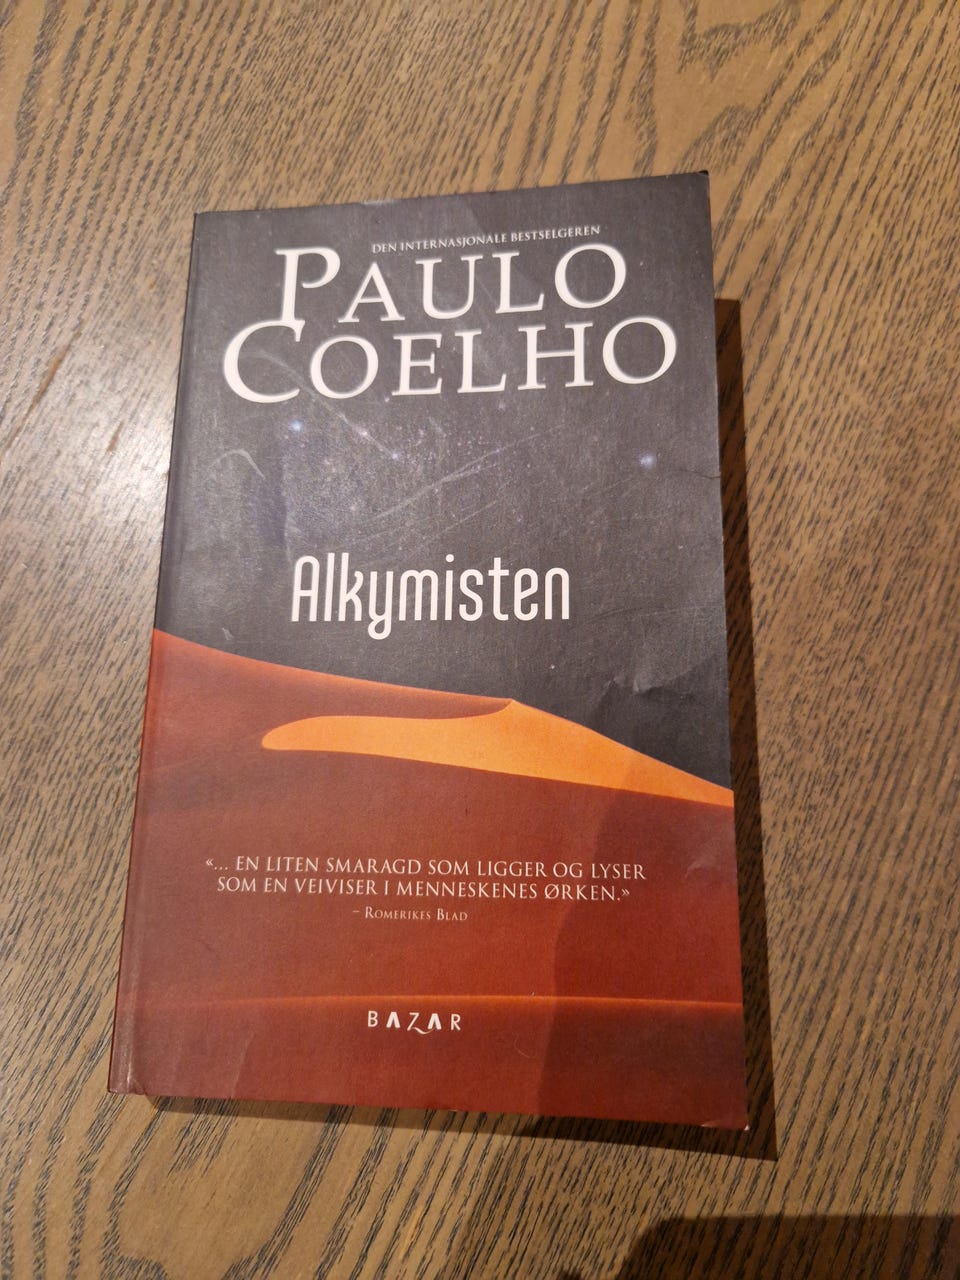 DEN INTERNASJONALE BESTSELGEREN
PAULO
COELHO
Alkymisten
«... EN LITEN SMARAGD SOM LIGGER OG LYSER
SOM EN VEIVISER I MENNESKENES ØRKEN.»
– ROMERIKES BLAD
BAZAR